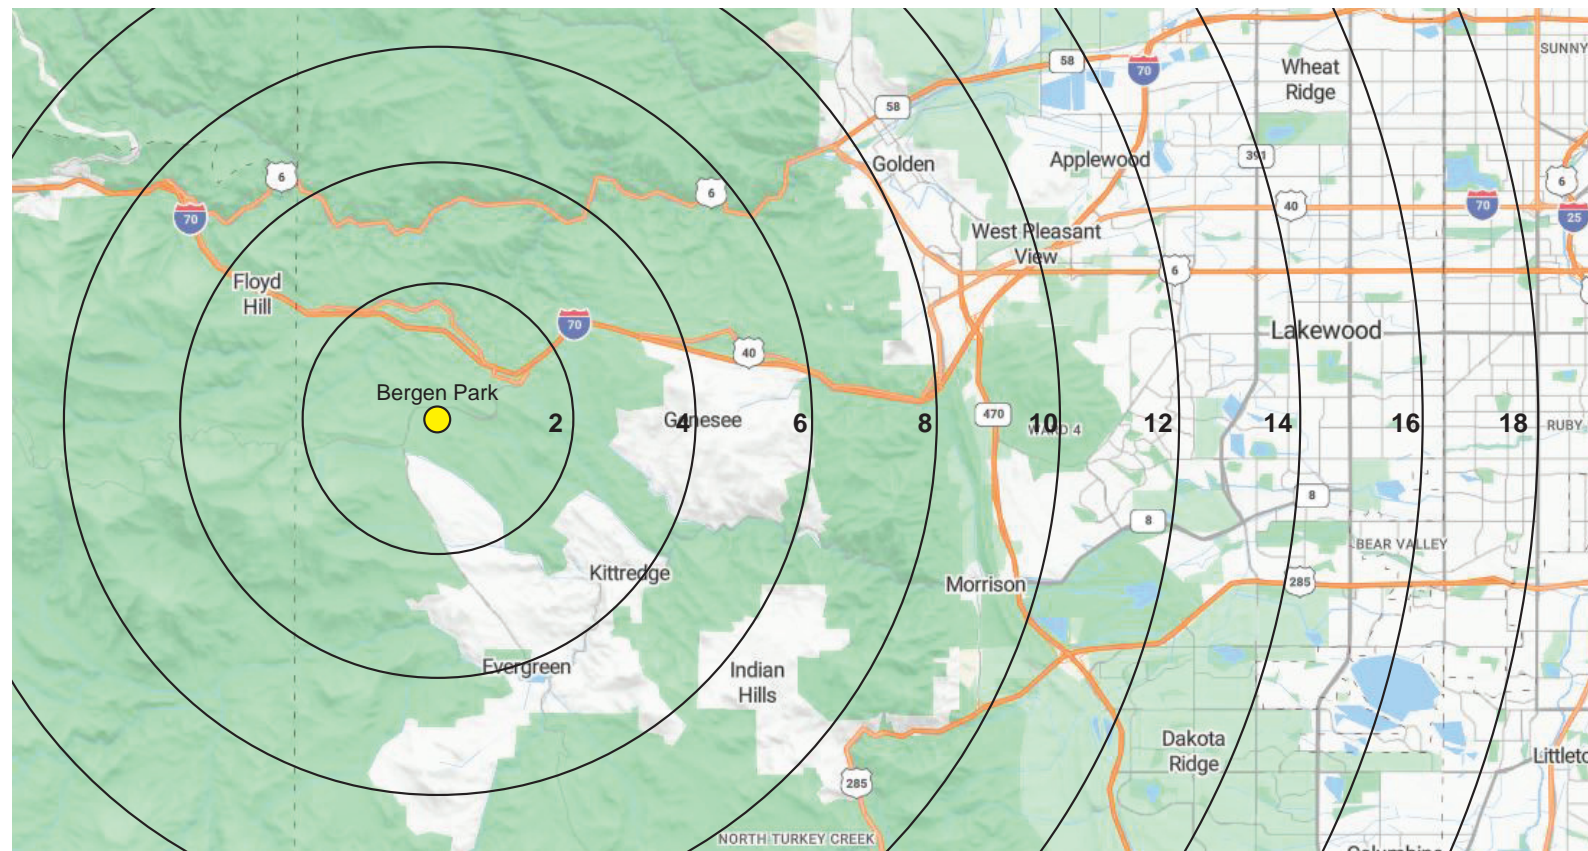 58
70
Wheat
Ridge
SUNNY
58
Golden
Applewood
391
6
6
6
70
40
70
25
West Pleasant
View
6
Floyd
Hill
70
40
Lakewood
Bergen Park
2
4
Genesee
6
8
470
10
WARD 4
12
14
16
18
RUBY
8
8
BEAR VALLEY
Kittredge
Morrison
285
Evergreen
Indian
Hills
Dakota
Ridge
Littleto
285
NORTH TURKEY CREEK